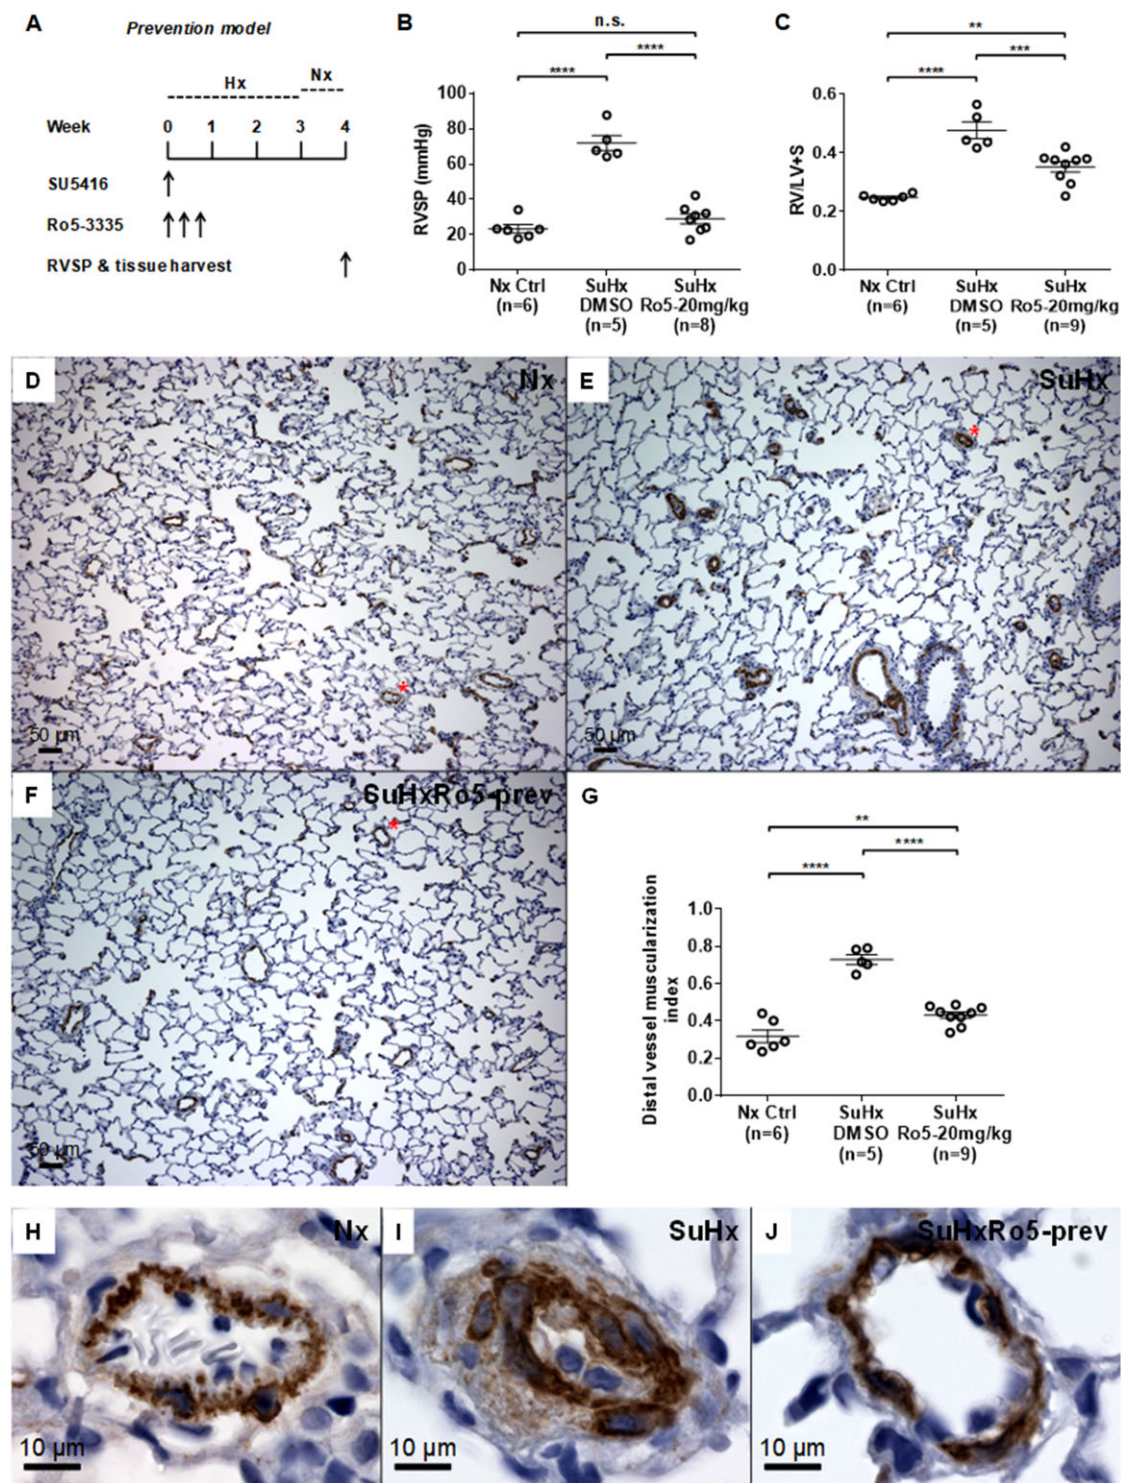 A
Prevention model
Hx
Nx
Week
0 1 2 3 4
SU5416
Ro5-3335
RVSP & tissue harvest
B
n.s.
****
****
RVSP (mmHg)
100
80
60
40
20
0
Nx Ctrl
(n=6)
SuHx
DMSO
(n=5)
SuHx
Ro5-20mg/kg
(n=8)
C
**
***
****
RV/LV+S
0.6
0.4
0.2
0.0
Nx Ctrl
(n=6)
SuHx
DMSO
(n=5)
SuHx
Ro5-20mg/kg
(n=9)
D
Nx
*
50 µm
E
SuHx
*
50 µm
F
SuHxRo5-prev
*
50 µm
G
**
****
****
Distal vessel muscularization
index
1.0
0.8
0.6
0.4
0.2
0.0
Nx Ctrl
(n=6)
SuHx
DMSO
(n=5)
SuHx
Ro5-20mg/kg
(n=9)
H
Nx
10 µm
I
SuHx
10 µm
J
SuHxRo5-prev
10 µm